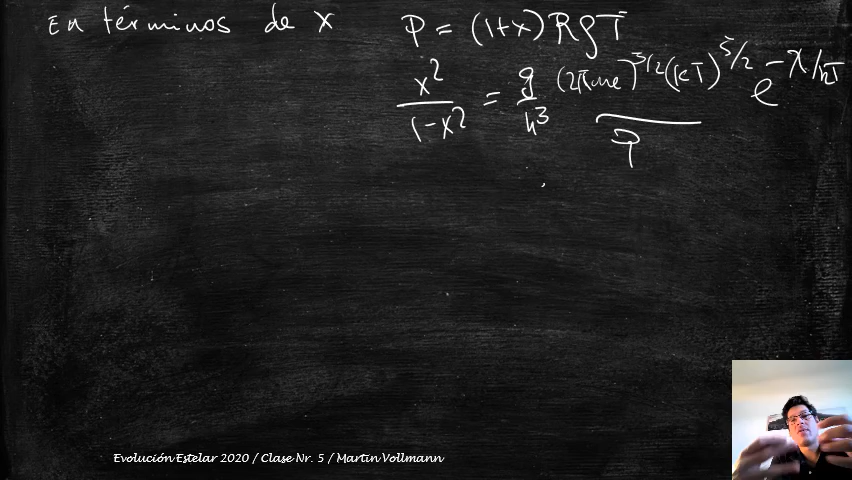 En términos de x P = (1+x) RρT
x²/(1-x²) = g/h³ (2πme)^3/2 (kT)^5/2 / P e^-χ/kT
Evolución Estelar 2020 / Clase Nr. 5 / Martin Vollmann